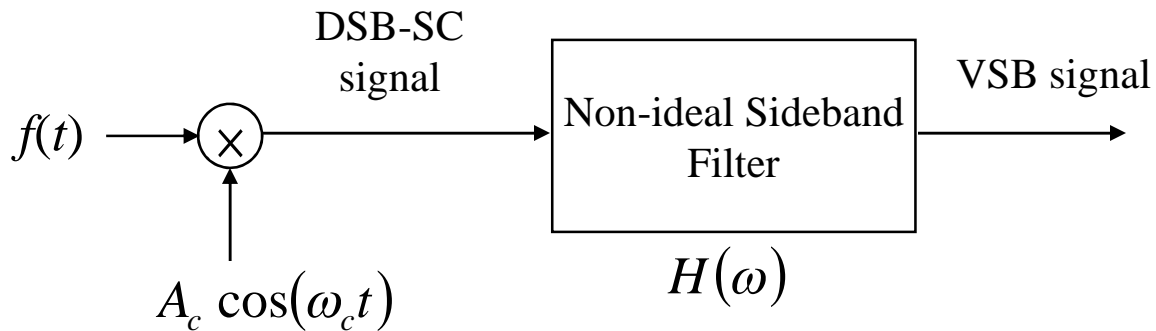 DSB-SC
signal
VSB signal
Non-ideal Sideband
Filter
f(t)
×
H(ω)
A_c cos(ω_c t)